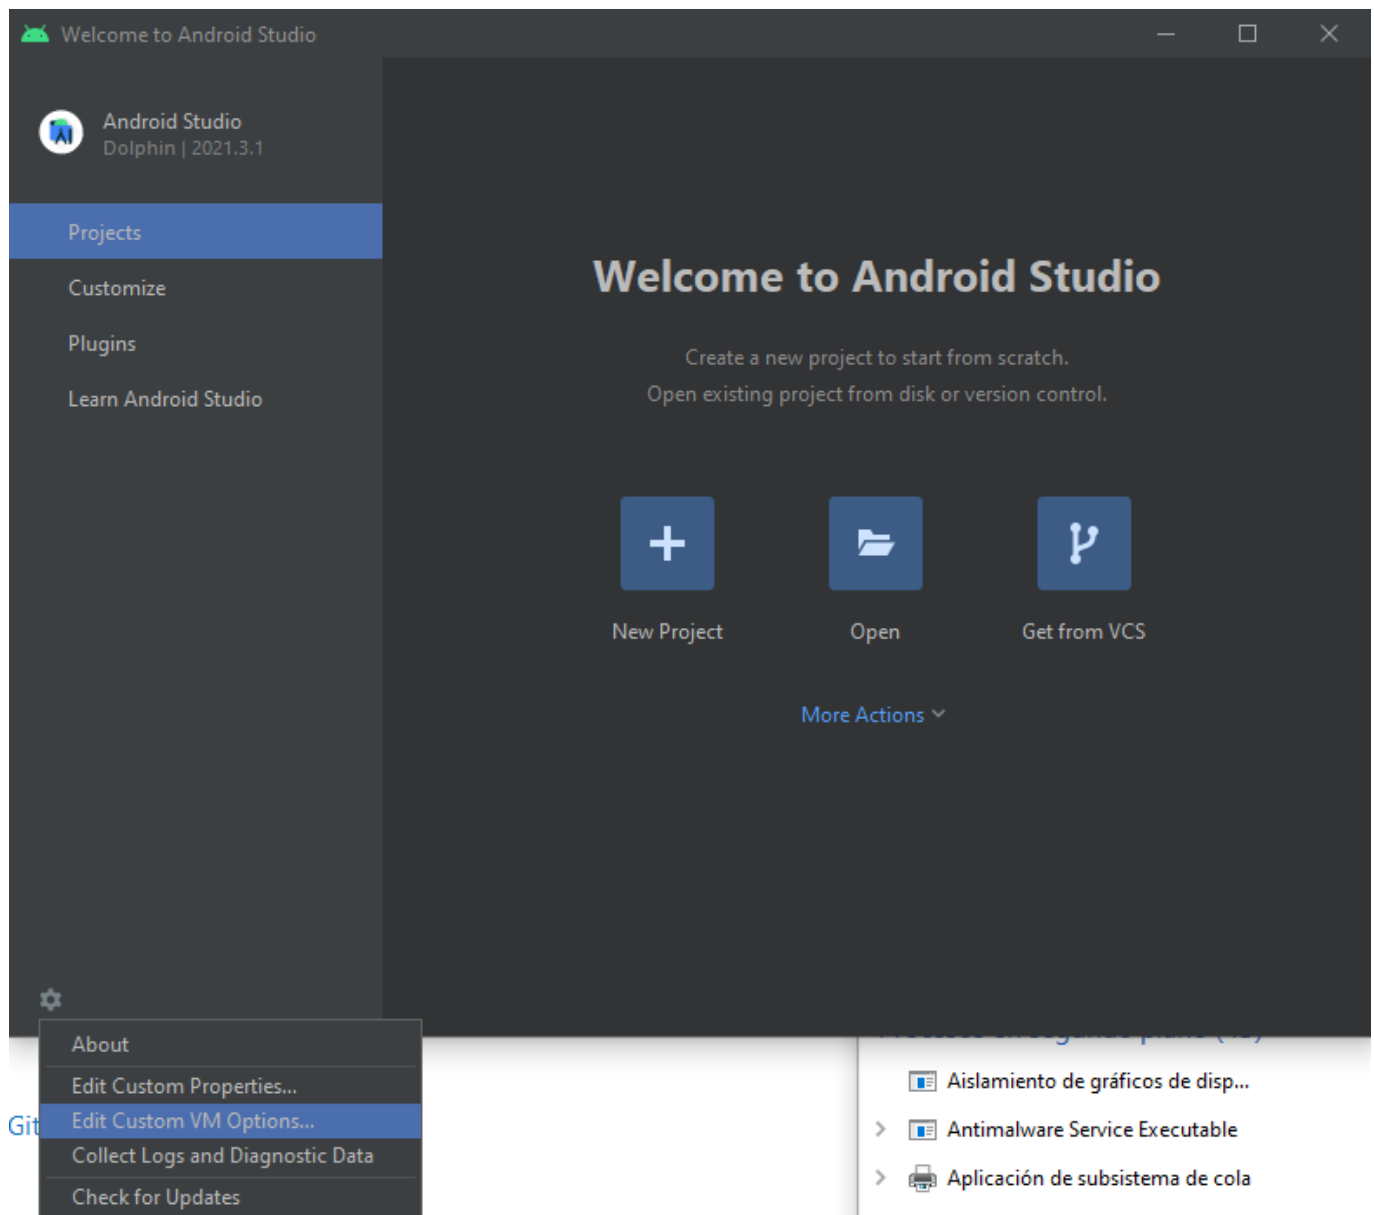 Welcome to Android Studio
Android Studio
Dolphin | 2021.3.1
Projects
Customize
Plugins
Learn Android Studio
Welcome to Android Studio
Create a new project to start from scratch.
Open existing project from disk or version control.
New Project
Open
Get from VCS
More Actions
About
Edit Custom Properties...
Edit Custom VM Options...
Collect Logs and Diagnostic Data
Check for Updates
Git
Aislamiento de gráficos de disp...
Antimalware Service Executable
Aplicación de subsistema de cola